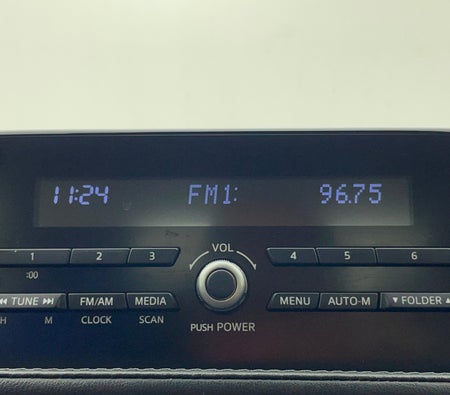 11:24 FM1: 96.75
VOL
1 2 3 4 5 6
:00
TUNE FM/AM MEDIA MENU AUTO-M FOLDER
H M CLOCK SCAN PUSH POWER